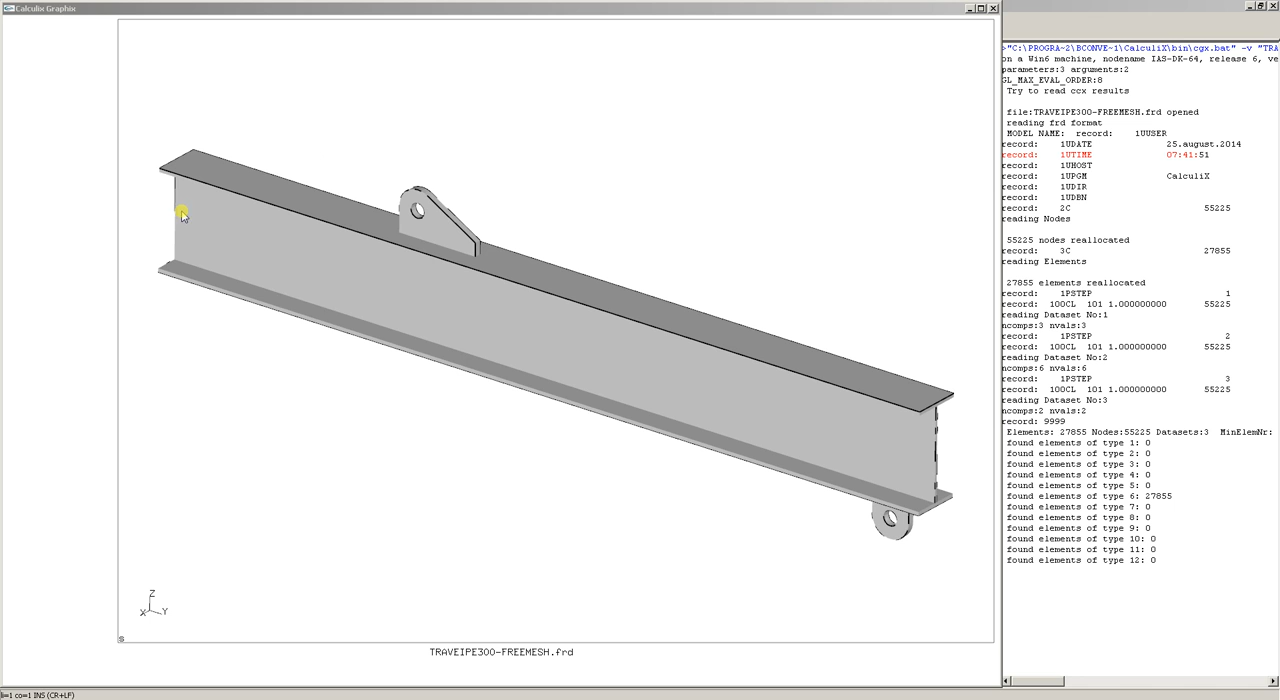 Calculix Graphix
Z
X
Y
s
TRAVEIPE300-FREEMESH.frd
>"C:\PROGRA~2\BCONVE~1\CalculiX\bin\cgx.bat" -v "TRA
on a Win6 machine, nodename IAS-DK-64, release 6, ve
parameters:3 arguments:2
GL_MAX_EVAL_ORDER:8
Try to read ccx results
file:TRAVEIPE300-FREEMESH.frd opened
reading frd format
MODEL NAME: record: 1UUSER
record: 1UDATE 25.august.2014
record: 1UTIME 07:41:51
record: 1UHOST
record: 1UPGM CalculiX
record: 1UDIR
record: 1UDBN
record: 2C 55225
reading Nodes
55225 nodes reallocated
record: 3C 27855
reading Elements
27855 elements reallocated
record: 1PSTEP 1
record: 100CL 101 1.000000000 55225
reading Dataset No:1
ncomps:3 nvals:3
record: 1PSTEP 2
record: 100CL 101 1.000000000 55225
reading Dataset No:2
ncomps:6 nvals:6
record: 1PSTEP 3
record: 100CL 101 1.000000000 55225
reading Dataset No:3
ncomps:2 nvals:2
record: 9999
Elements: 27855 Nodes:55225 Datasets:3 MinElemNr:
found elements of type 1: 0
found elements of type 2: 0
found elements of type 3: 0
found elements of type 4: 0
found elements of type 5: 0
found elements of type 6: 27855
found elements of type 7: 0
found elements of type 8: 0
found elements of type 9: 0
found elements of type 10: 0
found elements of type 11: 0
found elements of type 12: 0
li=1 co=1 INS (CR+LF)